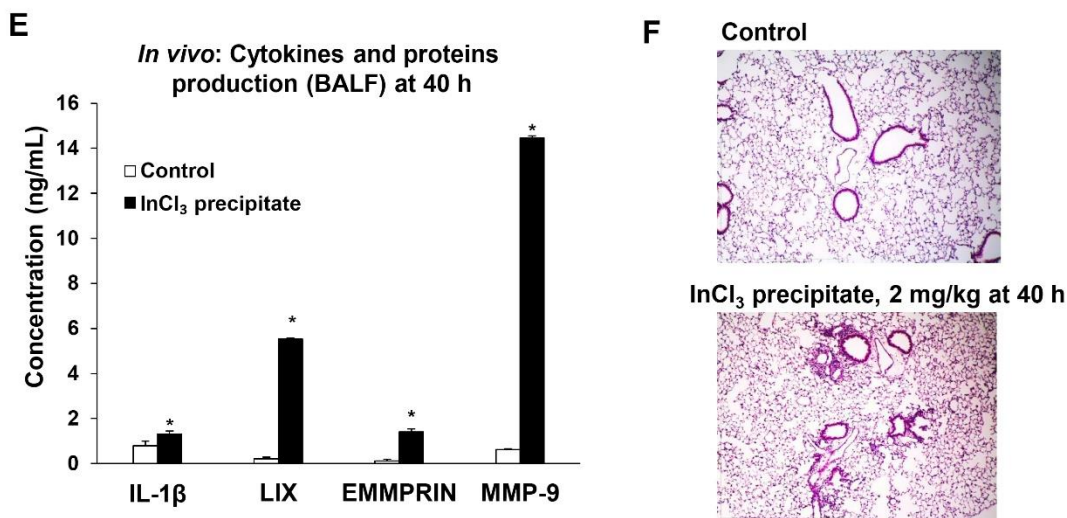 E
In vivo: Cytokines and proteins
production (BALF) at 40 h
Concentration (ng/mL)
16
14
12
10
8
6
4
2
0
Control
InCl₃ precipitate
*
*
*
*
IL-1β LIX EMMPRIN MMP-9
F
Control
InCl₃ precipitate, 2 mg/kg at 40 h